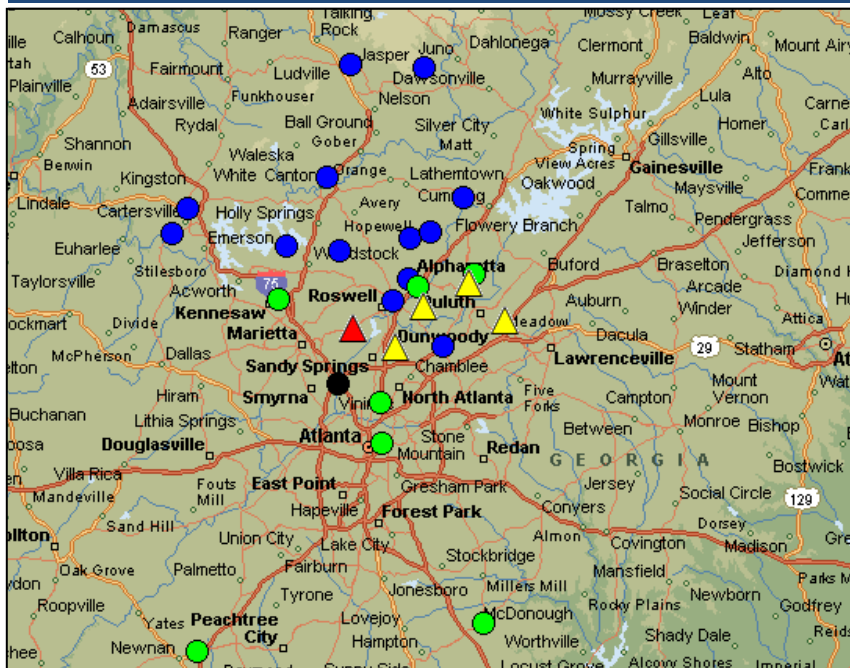 Damascus
Talking
Rock
Mossy Creek
Leaf
Calhoun
Ranger
Jasper
Juno
Dahlonega
Clermont
Baldwin
Mount Airy
53
Fairmount
Ludville
Dawsonville
Murrayville
Alto
Plainville
Funkhouser
Nelson
Adairsville
White Sulphur
Lula
Rydal
Ball Ground
Silver City
Homer
Gober
Matt
Gillsville
Shannon
Waleska
Spring
Berwin
Kingston
White
Canton
Orange
Lathemtown
View Acres
Gainesville
Cumming
Oakwood
Maysville
Lindale
Cartersville
Avery
Talmo
Holly Springs
Hopewell
Flowery Branch
Pendergrass
Euharlee
Emerson
Jefferson
Woodstock
Stilesboro
Alpharetta
Buford
Braselton
Taylorsville
75
Acworth
Roswell
Duluth
Arcade
Auburn
Winder
Kennesaw
Attica
Divide
Marietta
Dunwoody
Dacula
McPherson
Dallas
Lawrenceville
29
Statham
Sandy Springs
Chamblee
Hiram
Smyrna
North Atlanta
Five
Forks
Campton
Mount
Vernon
Buchanan
Lithia Springs
Monroe
Bishop
Between
Atlanta
Stone
Mountain
Douglasville
Redan
GEORGIA
Bostwick
Villa Rica
Fouts
Mill
East Point
Gresham Park
Jersey
Social Circle
129
Mandeville
Hapeville
Conyers
Sand Hill
Forest Park
Dorsey
Union City
Lake City
Almon
Covington
Madison
Stockbridge
Oak Grove
Palmetto
Fairburn
Mansfield
Roopville
Tyrone
Jonesboro
Millers Mill
Newborn
Rocky Plains
Godfrey
Yates
Peachtree
City
Lovejoy
McDonough
Newnan
Hampton
Worthville
Shady Dale
Locust Grove
Alcovy Shores
Imperial